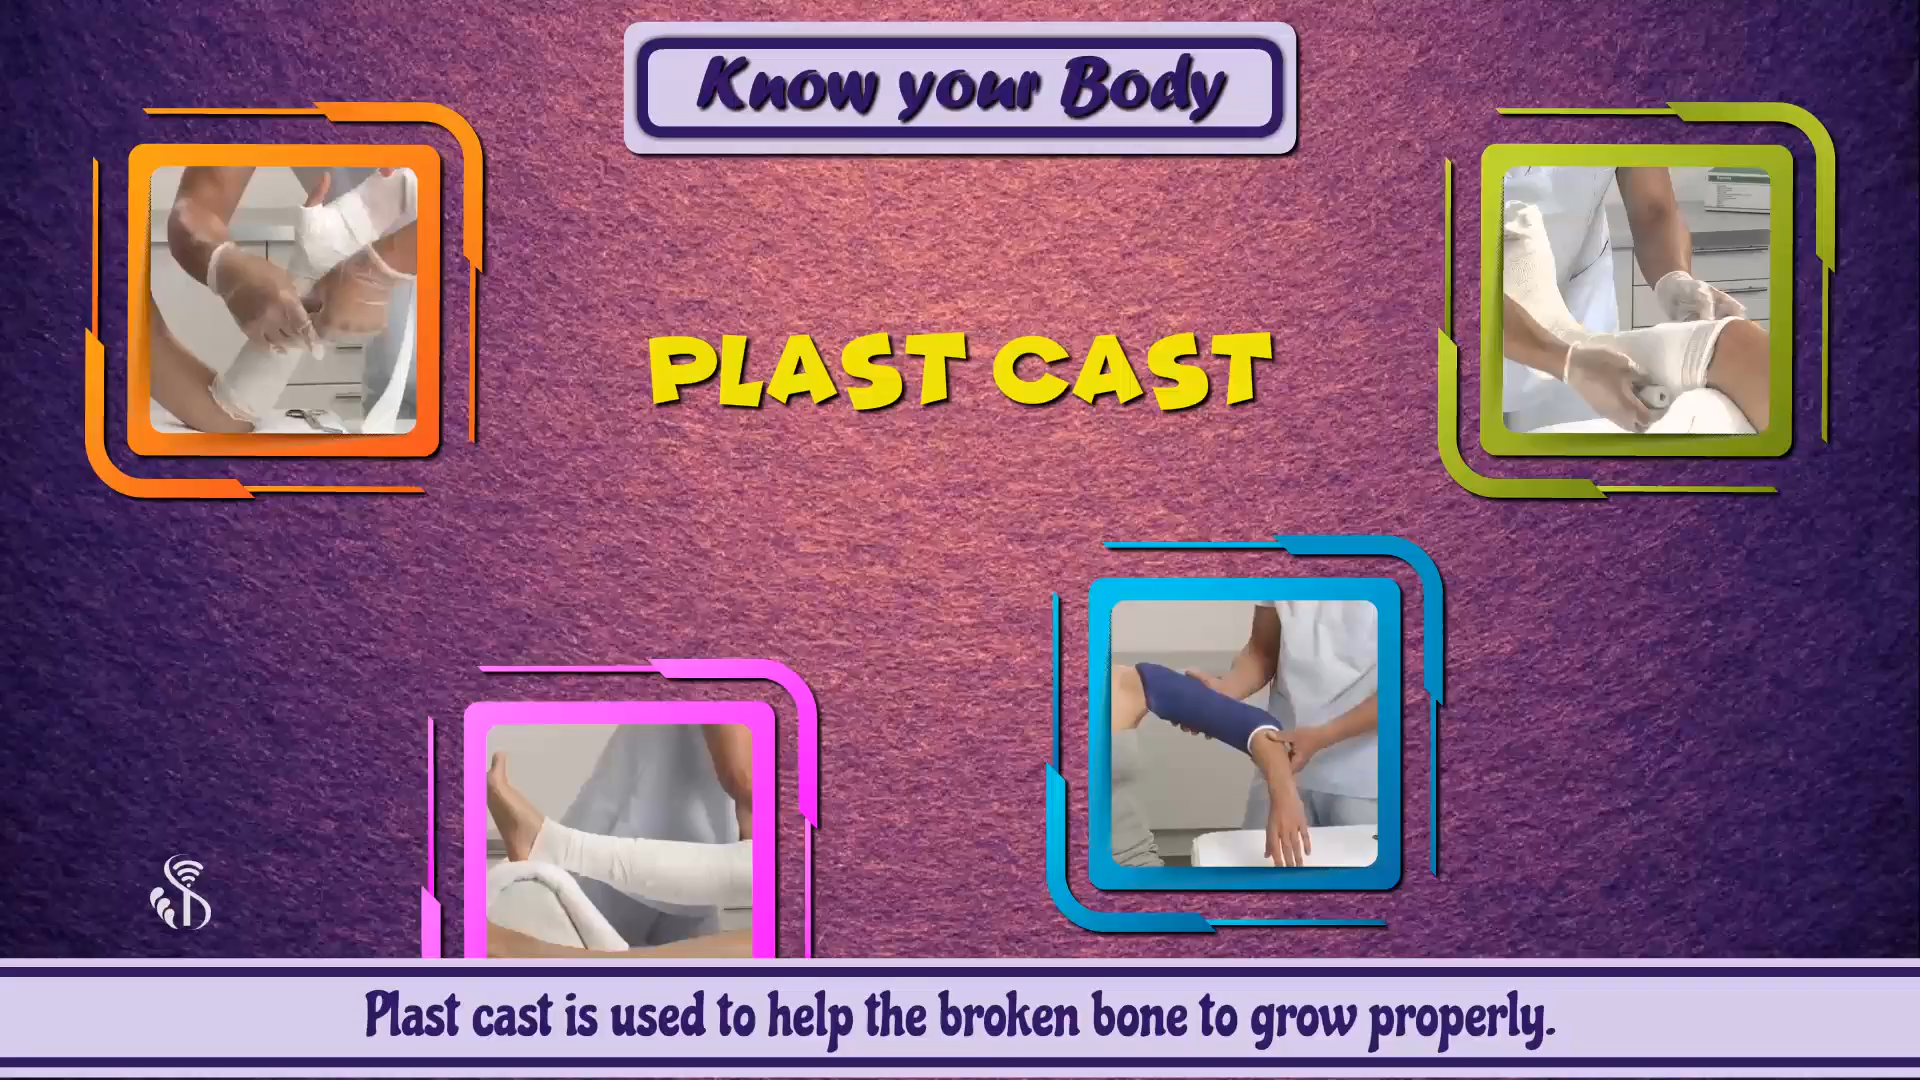 Know your Body
PLAST CAST
Plast cast is used to help the broken bone to grow properly.